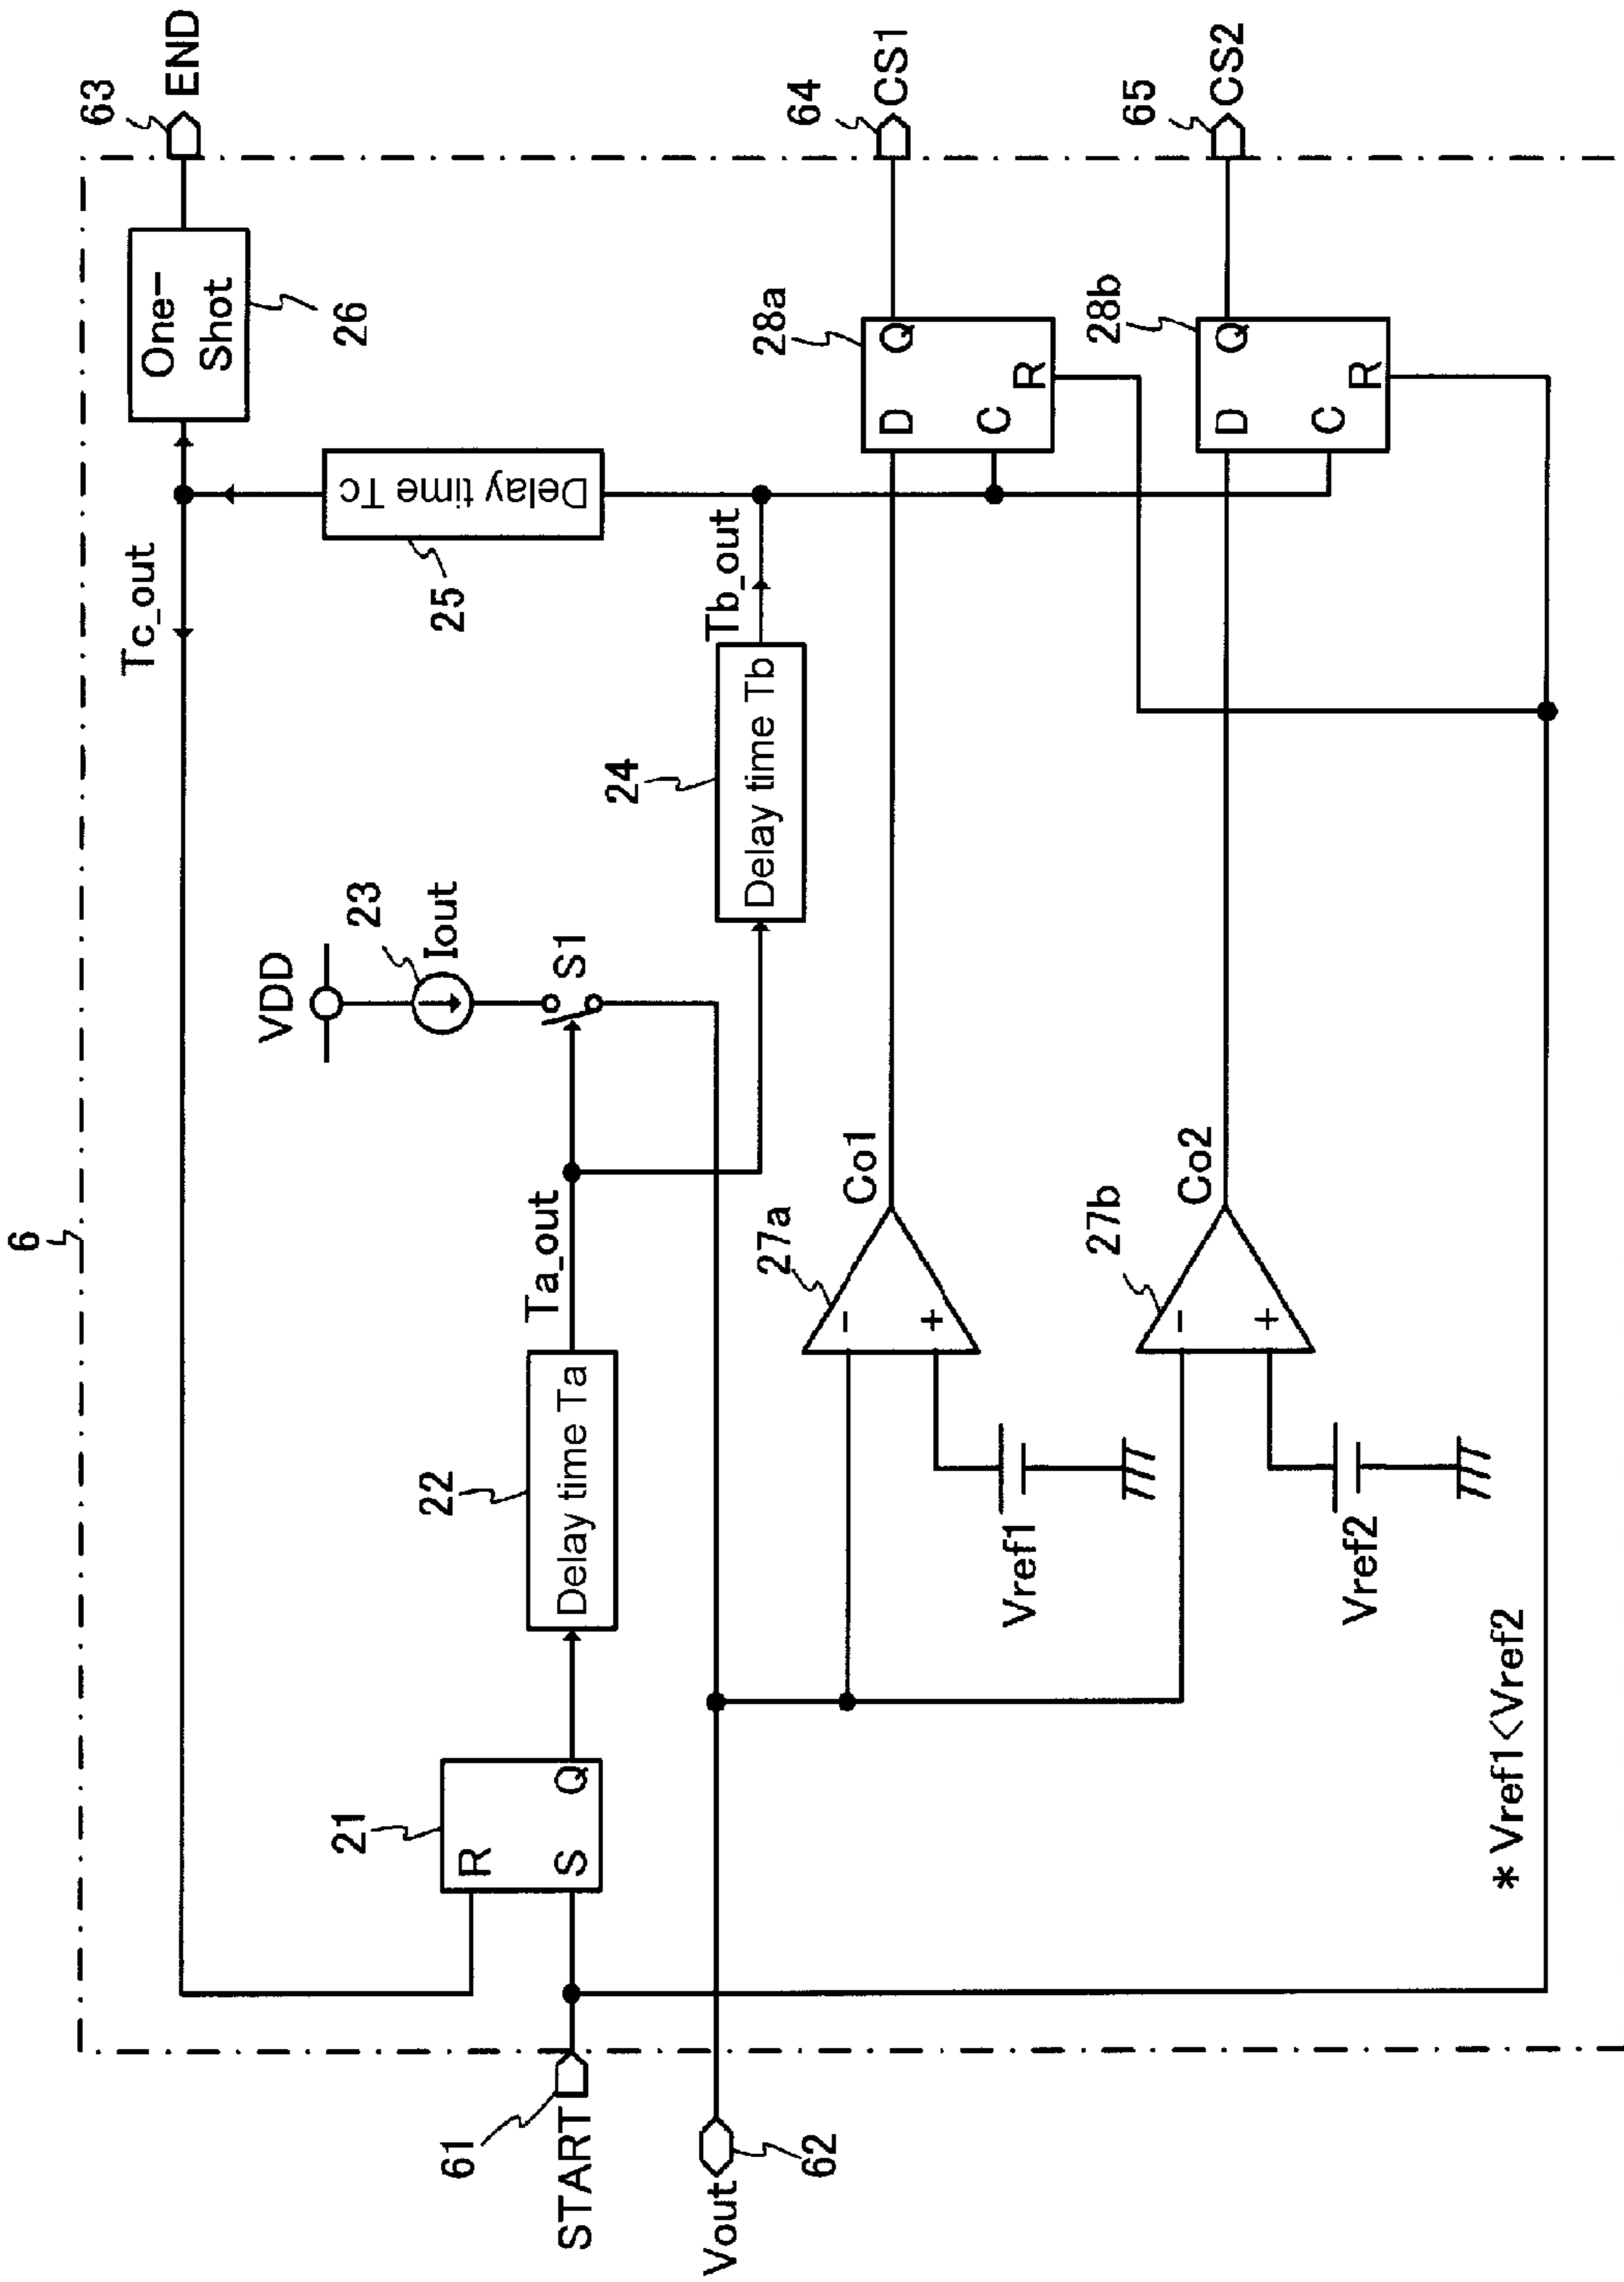 6
63
END
Tc_out
One-
Shot
26
VDD
23
Iout
Delay time Tc
25
21
R
S
Q
22
Delay time Ta
Ta_out
S1
61
START
24
Delay time Tb
Tb_out
Vout
62
27a
-
+
Co1
28a
D
Q
C
R
64
CS1
Vref1
27b
-
+
Co2
28b
D
Q
C
R
65
CS2
Vref2
* Vref1<Vref2